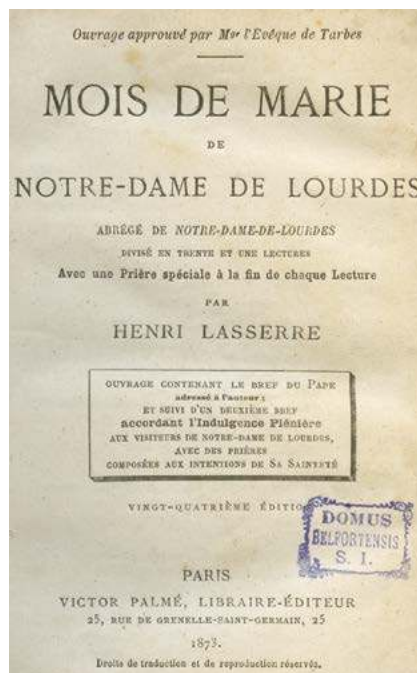 Ouvrage approuvé par Mgr l'Evêque de Tarbes
MOIS DE MARIE
DE
NOTRE-DAME DE LOURDES
ABRÉGÉ DE NOTRE-DAME-DE-LOURDES
DIVISÉ EN TRENTE ET UNE LECTURES
Avec une Prière spéciale à la fin de chaque Lecture
PAR
HENRI LASSERRE
OUVRAGE CONTENANT LE BREF DU PAPE
adressé à l'auteur;
ET SUIVI D'UN DEUXIÈME BREF
accordant l'Indulgence Plénière
AUX VISITEURS DE NOTRE-DAME DE LOURDES,
AVEC DES PRIÈRES
COMPOSÉES AUX INTENTIONS DE SA SAINTETÉ
VINGT-QUATRIÈME ÉDITION
DOMUS
BELFORTENSIS
S. I.
PARIS
VICTOR PALMÉ, LIBRAIRE-ÉDITEUR
25, RUE DE GRENELLE-SAINT-GERMAIN, 25
1873.
Droits de traduction et de reproduction réservés.